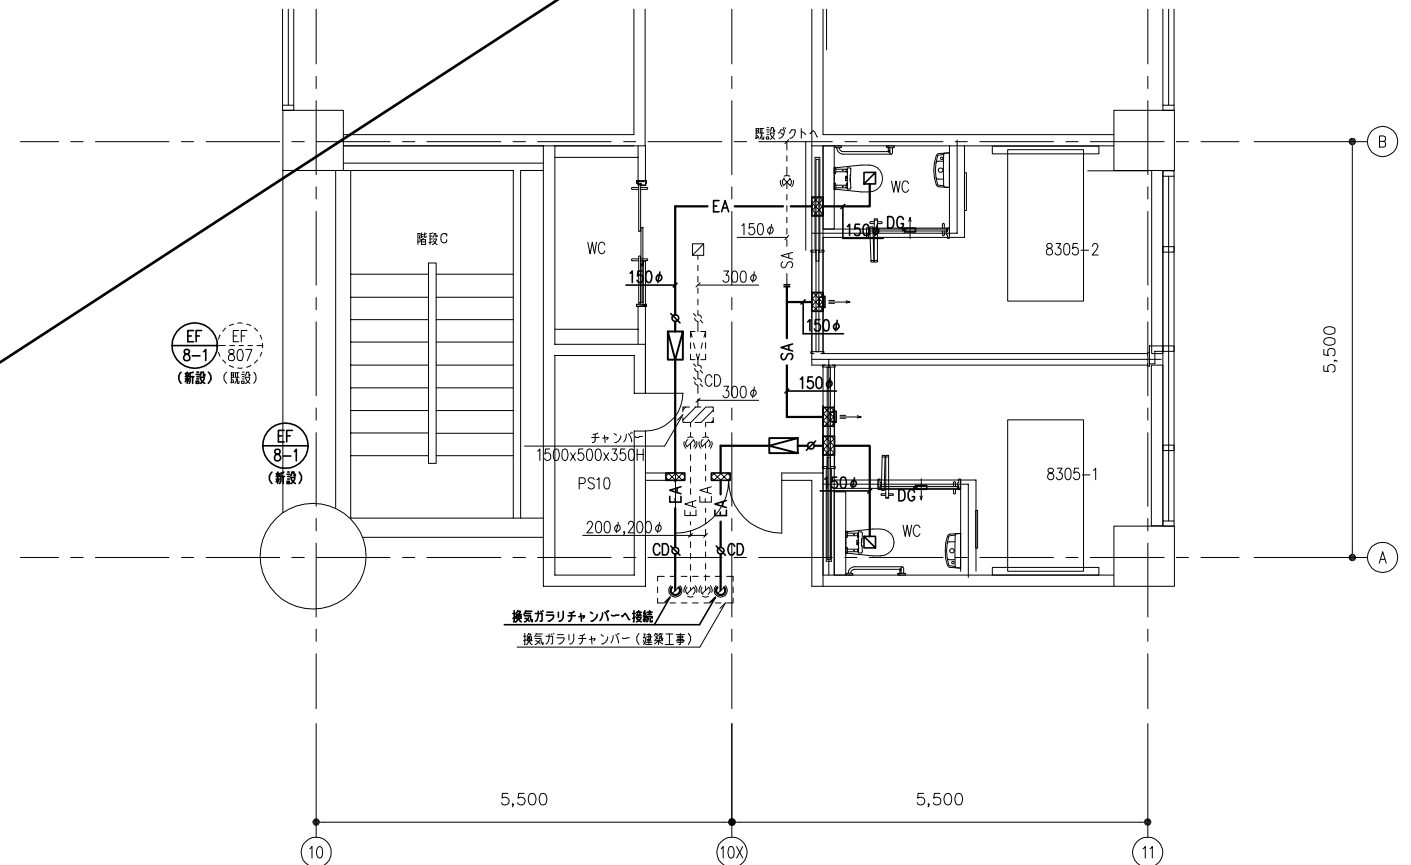 既設ダクトへ
B
WC
EA
DG
150φ
150φ
階段C
WC
8305-2
SA
150φ
300φ
150φ
EF
8-1
(新設)
EF
807
(既設)
SA
5,500
CD
150φ
300φ
EF
8-1
(新設)
チャンバー
1500x500x350H
PS10
150φ
8305-1
EA
EA
EA
EA
DG
200φ,200φ
WC
CD
CD
A
換気ガラリチャンバーへ接続
換気ガラリチャンバー（建築工事）
5,500
5,500
10
10X
11